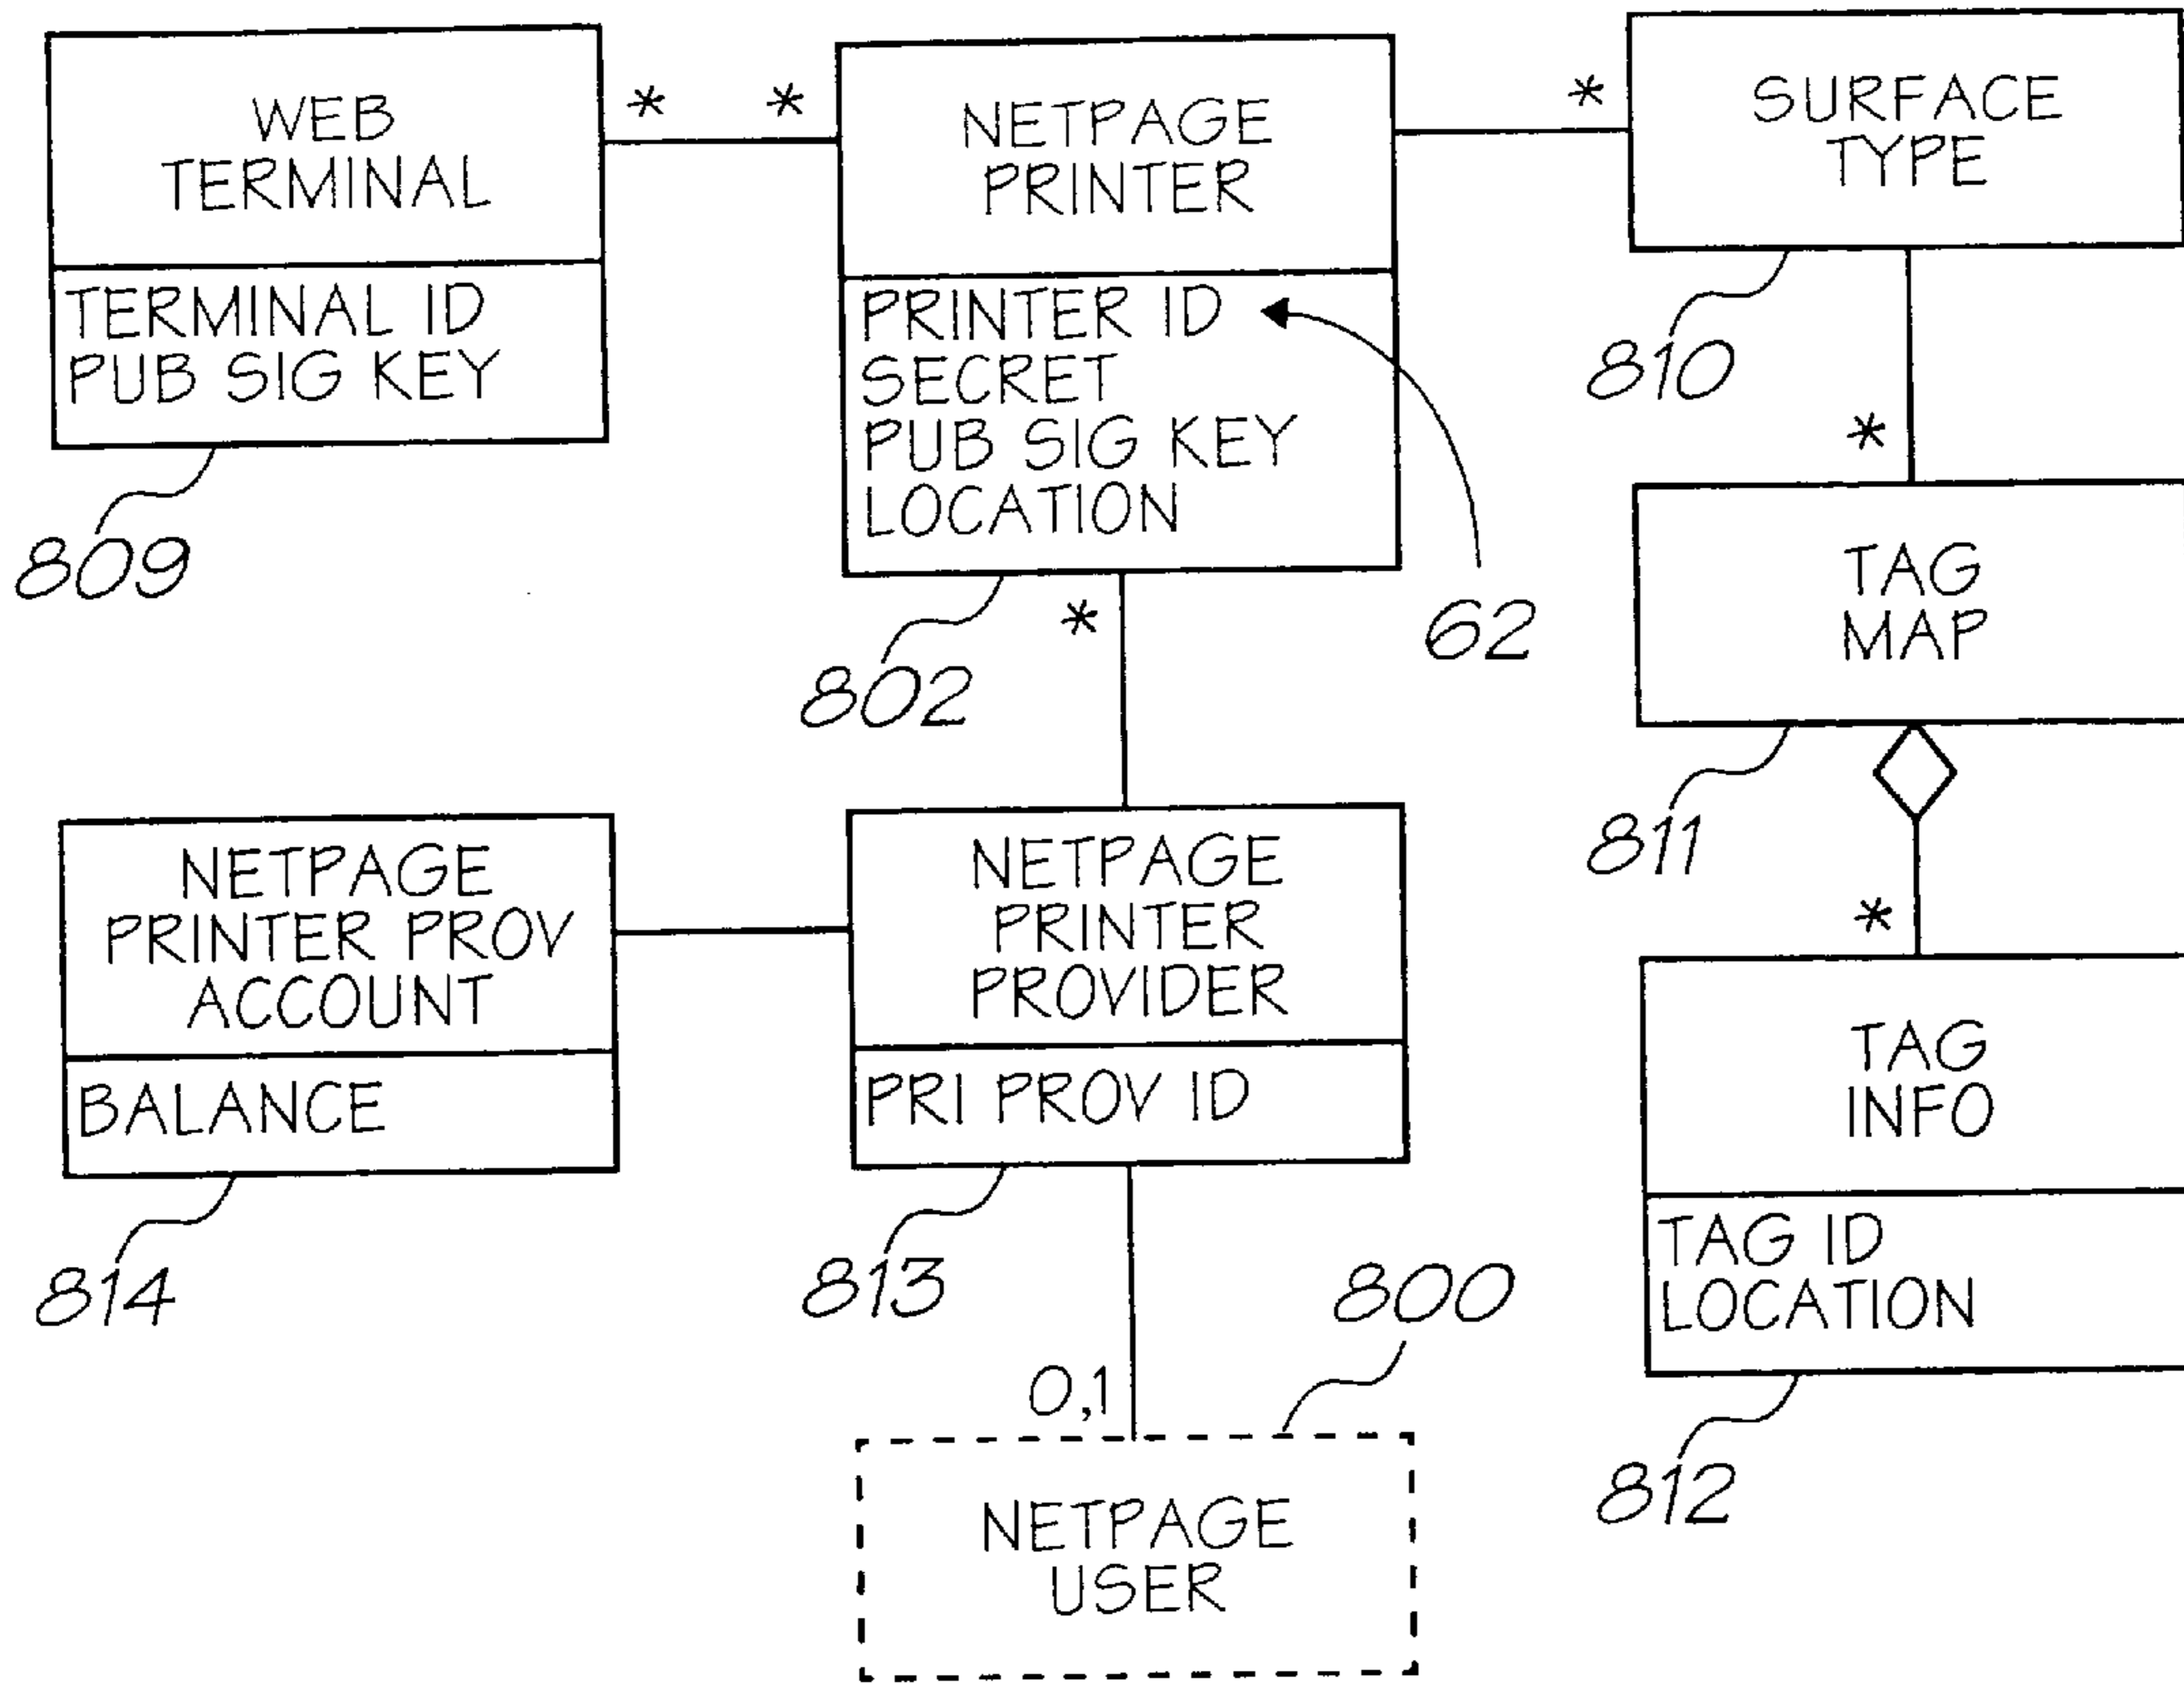 WEB
TERMINAL
TERMINAL ID
PUB SIG KEY
809
*
*
NETPAGE
PRINTER
PRINTER ID
SECRET
PUB SIG KEY
LOCATION
62
802
*
*
SURFACE
TYPE
810
*
TAG
MAP
811
*
TAG
INFO
TAG ID
LOCATION
812
NETPAGE
PRINTER PROV
ACCOUNT
BALANCE
814
NETPAGE
PRINTER
PROVIDER
PRI PROV ID
813
800
0,1
NETPAGE
USER